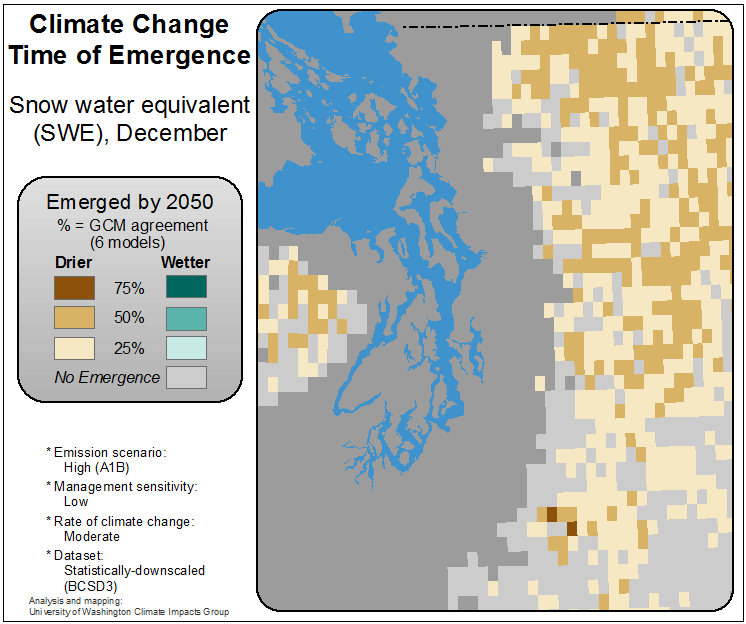 Climate Change
Time of Emergence
Snow water equivalent
(SWE), December
Emerged by 2050
% = GCM agreement
(6 models)
Drier Wetter
75%
50%
25%
No Emergence
* Emission scenario:
High (A1B)
* Management sensitivity:
Low
* Rate of climate change:
Moderate
* Dataset:
Statistically-downscaled
(BCSD3)
Analysis and mapping:
University of Washington Climate Impacts Group